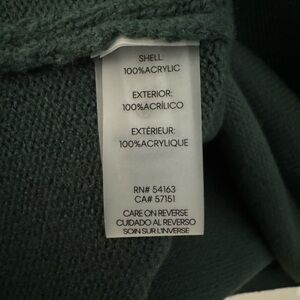 SHELL:
100%ACRYLIC
EXTERIOR:
100%ACRÍLICO
EXTÉRIEUR:
100%ACRYLIQUE
RN# 54163
CA# 57151
CARE ON REVERSE
CUIDADO AL REVERSO
SOIN SUR L'INVERSE